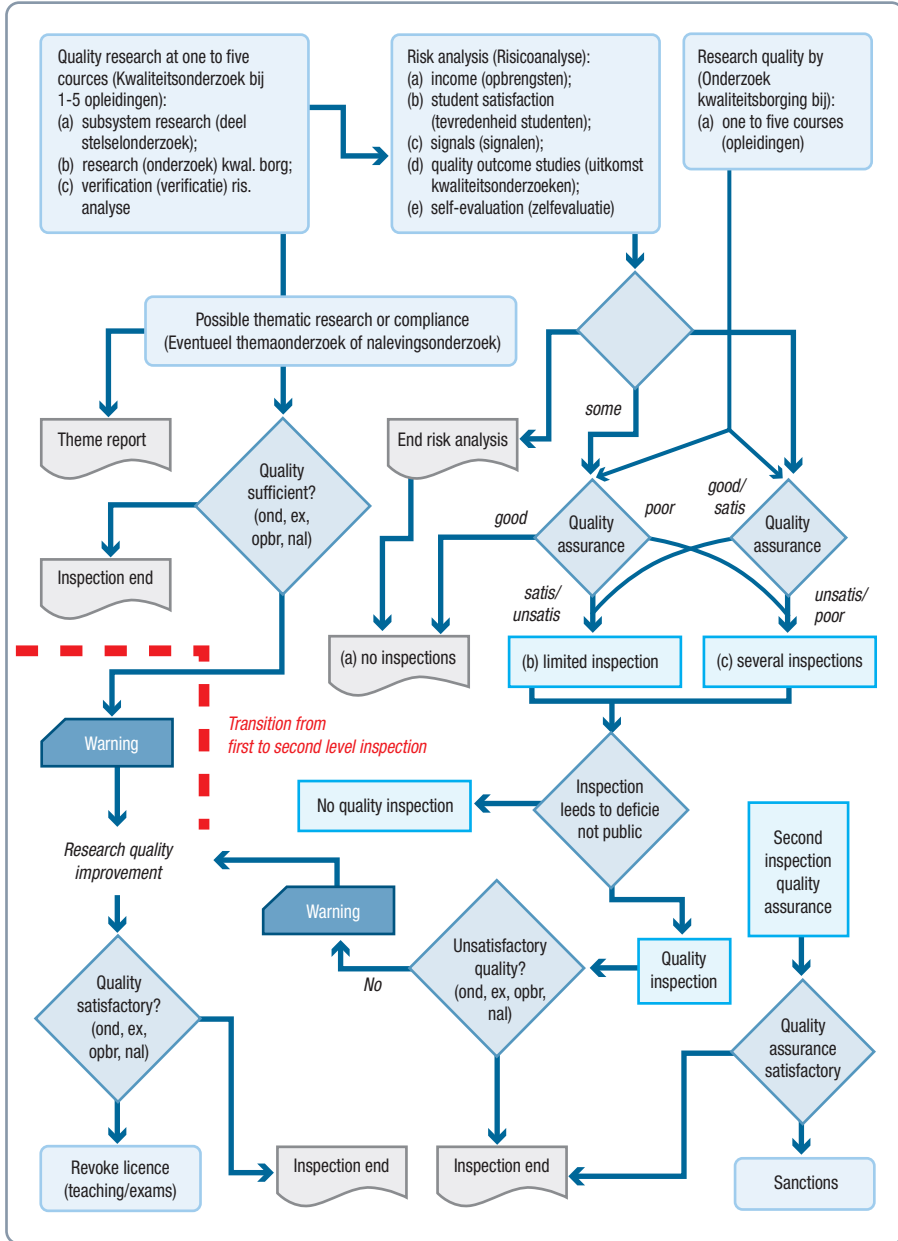 Quality research at one to five
cources (Kwaliteitsonderzoek bij
1-5 opleidingen):
(a) subsystem research (deel
stelselonderzoek);
(b) research (onderzoek) kwal. borg;
(c) verification (verificatie) ris.
analyse
Risk analysis (Risicoanalyse):
(a) income (opbrengsten);
(b) student satisfaction
(tevredenheid studenten);
(c) signals (signalen);
(d) quality outcome studies (uitkomst
kwaliteitsonderzoeken);
(e) self-evaluation (zelfevaluatie)
Research quality by
(Onderzoek
kwaliteitsborging bij):
(a) one to five courses
(opleidingen)
Possible thematic research or compliance
(Eventueel themaonderzoek of nalevingsonderzoek)
some
Theme report
End risk analysis
Quality
sufficient?
(ond, ex,
opbr, nal)
good
Quality
assurance
poor
good/
satis
Quality
assurance
Inspection end
satis/
unsatis
unsatis/
poor
(a) no inspections
(b) limited inspection
(c) several inspections
Warning
Transition from
first to second level inspection
No quality inspection
Inspection
leeds to deficie
not public
Second
inspection
quality
assurance
Research quality
improvement
Warning
No
Unsatisfactory
quality?
(ond, ex, opbr,
nal)
Quality
inspection
Quality
satisfactory?
(ond, ex,
opbr, nal)
Quality
assurance
satisfactory
Revoke licence
(teaching/exams)
Inspection end
Inspection end
Sanctions